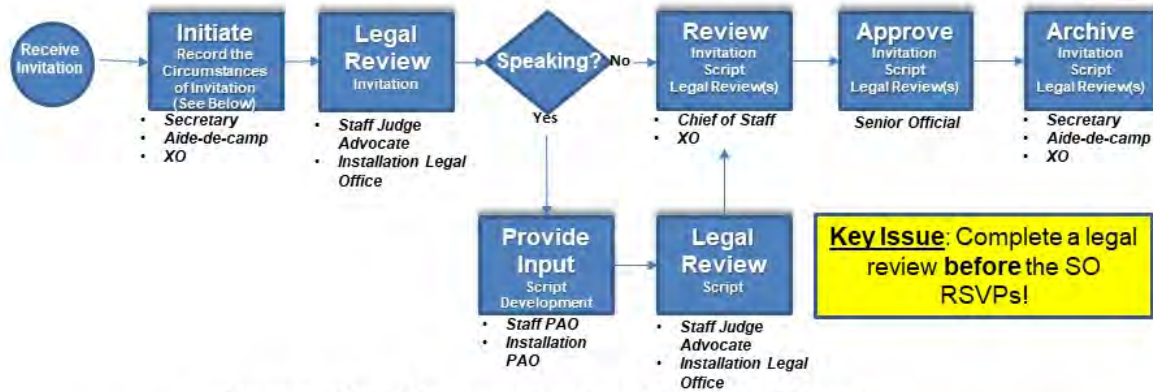 Receive
Invitation
Initiate
Record the
Circumstances
of Invitation
(See Below)
• Secretary
• Aide-de-camp
• XO
Legal
Review
Invitation
• Staff Judge
Advocate
• Installation Legal
Office
Speaking?
No
Yes
Review
Invitation
Script
Legal Review(s)
• Chief of Staff
• XO
Approve
Invitation
Script
Legal Review(s)
Senior Official
Archive
Invitation
Script
Legal Review(s)
• Secretary
• Aide-de-camp
• XO
Provide
Input
Script
Development
• Staff PAO
• Installation
PAO
Legal
Review
Script
• Staff Judge
Advocate
• Installation Legal
Office
Key Issue: Complete a legal
review before the SO
RSVPs!